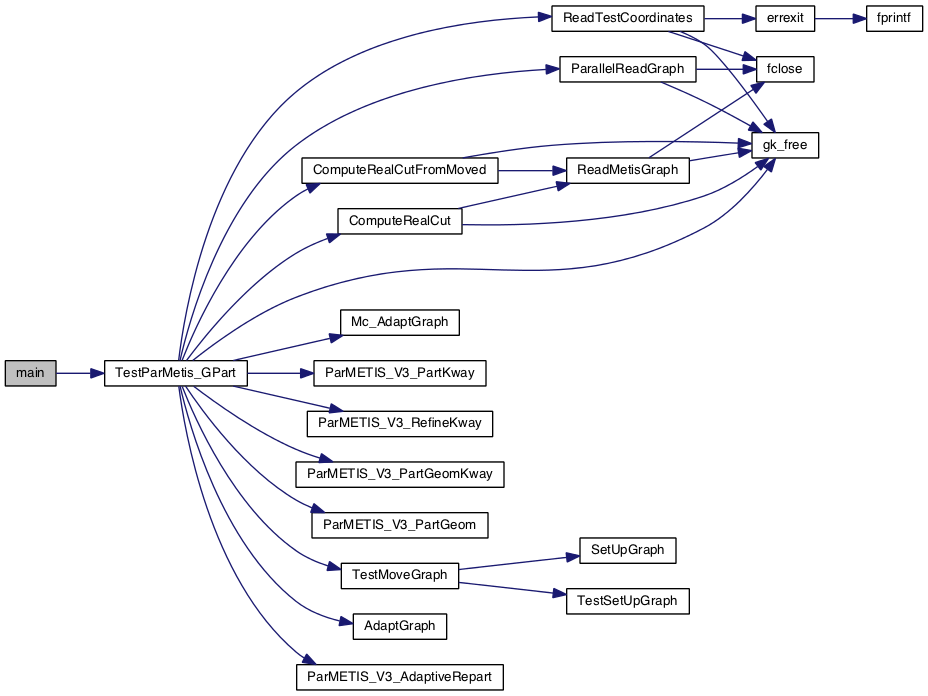 ReadTestCoordinates
errexit
fprintf
ParallelReadGraph
fclose
gk_free
ComputeRealCutFromMoved
ReadMetisGraph
ComputeRealCut
Mc_AdaptGraph
main
TestParMetis_GPart
ParMETIS_V3_PartKway
ParMETIS_V3_RefineKway
ParMETIS_V3_PartGeomKway
ParMETIS_V3_PartGeom
SetUpGraph
TestMoveGraph
TestSetUpGraph
AdaptGraph
ParMETIS_V3_AdaptiveRepart